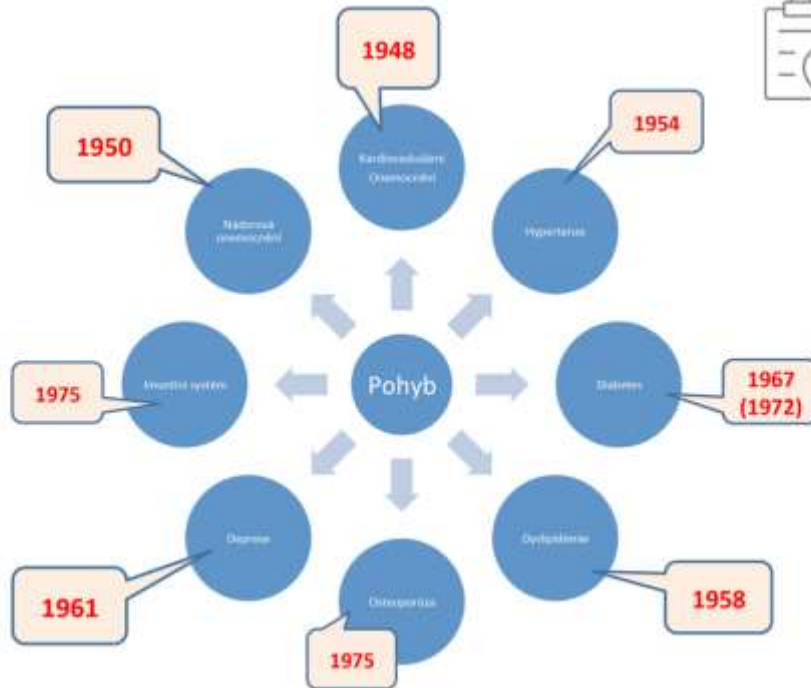 1948
Kardiovaskulární
Onemocnění
1954
Hypertenze
1950
Nádorová
onemocnění
1975
Imunitní systém
Pohyb
Diabetes
1967
(1972)
Deprese
1961
Dyslipidémie
1958
Osteoporóza
1975